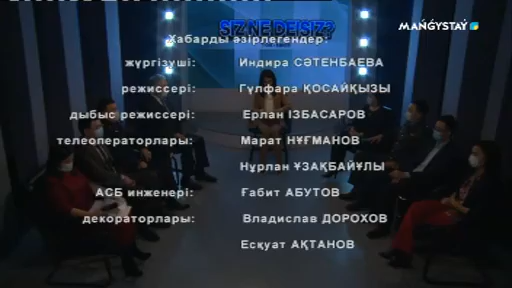 MAŃǴYSTAÝ
SIZ NE DEISIZ?
Хабарды әзірлегендер:
жүргізуші: Индира СӘТЕНБАЕВА
режиссері: Гүлфара ҚОСАЙҚЫЗЫ
дыбыс режиссері: Ерлан ІЗБАСАРОВ
телеоператорлары: Марат НҰҒМАНОВ
Нұрлан ҰЗАҚБАЙҰЛЫ
АСБ инженері: Ғабит АБУТОВ
декораторлары: Владислав ДОРОХОВ
Есқуат АҚТАНОВ